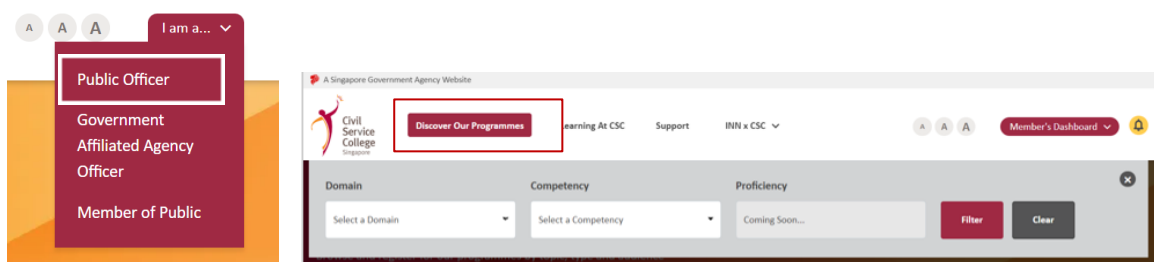 A A A I am a...
Public Officer
Government
Affiliated Agency
Officer
Member of Public
A Singapore Government Agency Website
Civil
Service
College
Singapore
Discover Our Programmes earning At CSC Support INN x CSC A A A Member's Dashboard
Domain Competency Proficiency
Select a Domain Select a Competency Coming Soon... Filter Clear